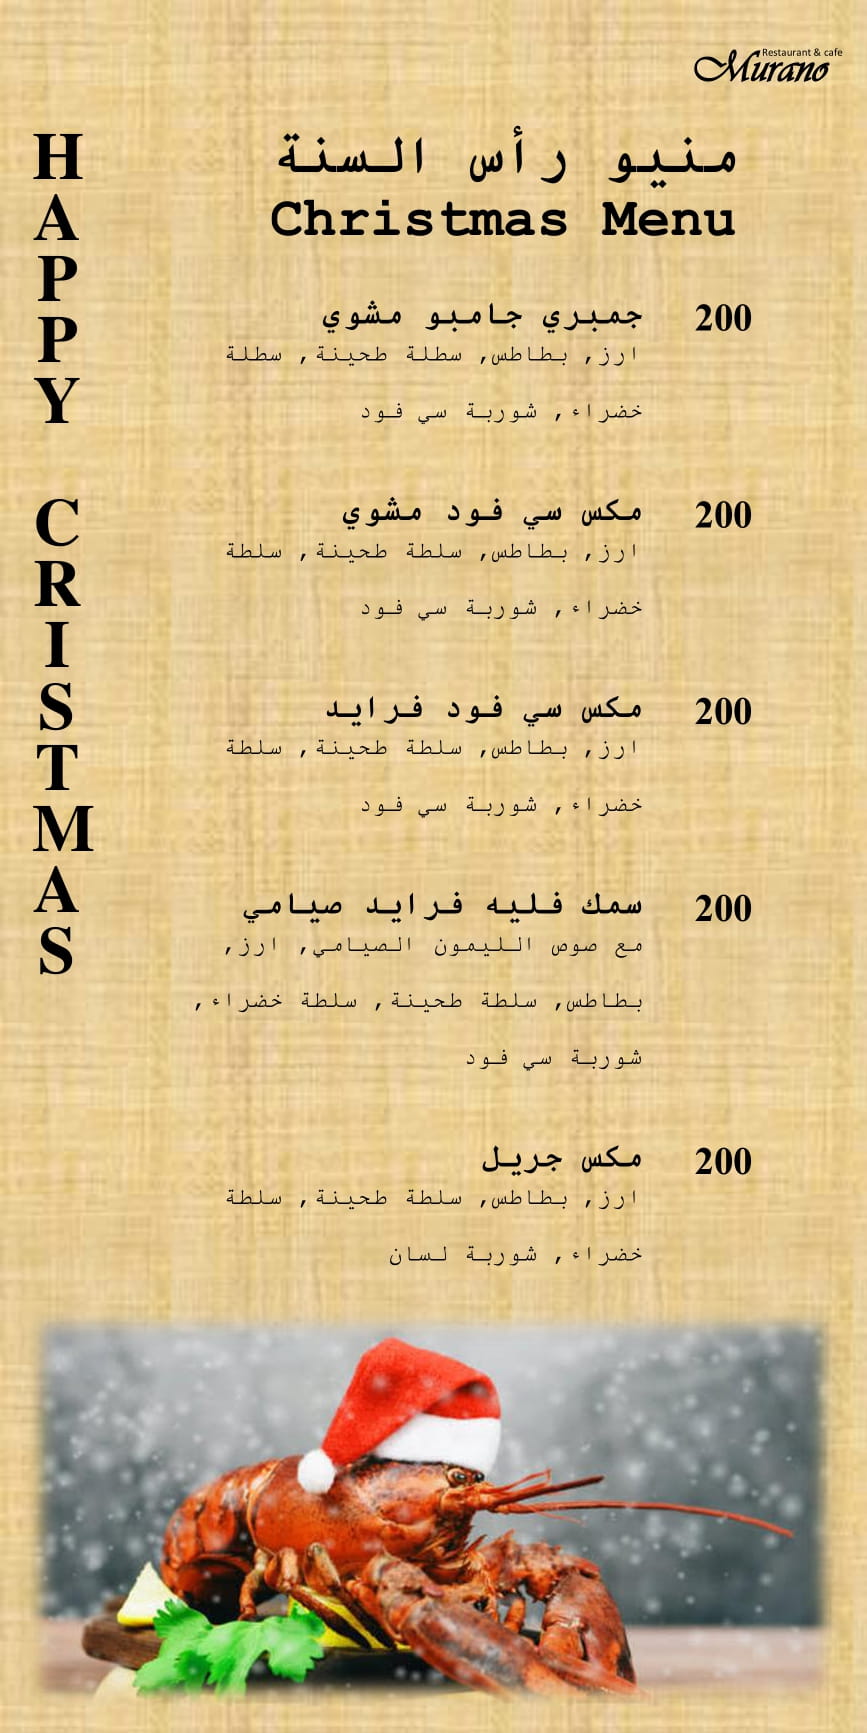 Restaurant & cafe
Murano
HAPPY CRISTMAS
منيو رأس السنة
Christmas Menu
جمبري جامبو مشوي 200
ارز, بطاطس, سطلة طحينة, سطلة
خضراء, شوربة سي فود
مكس سي فود مشوي 200
ارز, بطاطس, سلطة طحينة, سلطة
خضراء, شوربة سي فود
مكس سي فود فرايد 200
ارز, بطاطس, سلطة طحينة, سلطة
خضراء, شوربة سي فود
سمك فليه فرايد صيامي 200
مع صوص الليمون الصيامي, ارز,
بطاطس, سلطة طحينة, سلطة خضراء,
شوربة سي فود
مكس جريل 200
ارز, بطاطس, سلطة طحينة, سلطة
خضراء, شوربة لسان